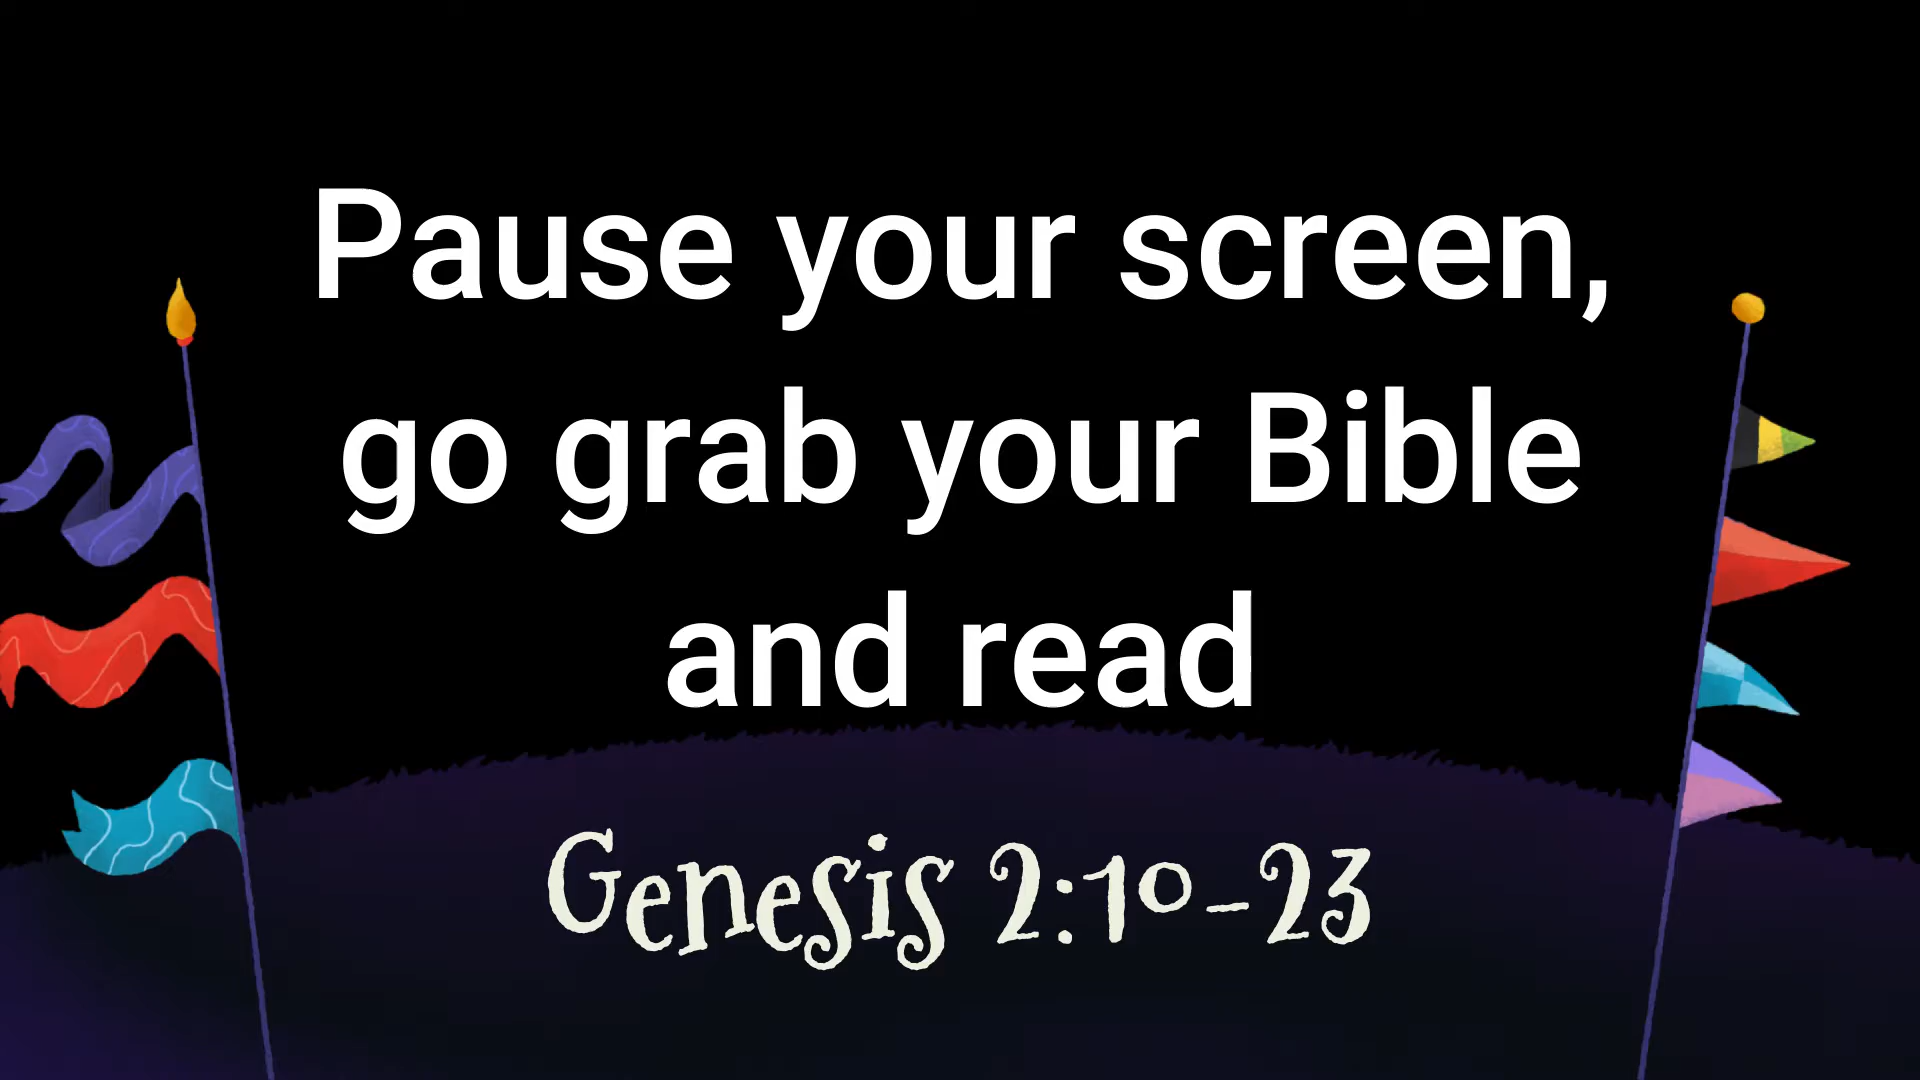 Pause your screen,
go grab your Bible
and read
Genesis 2:10-23